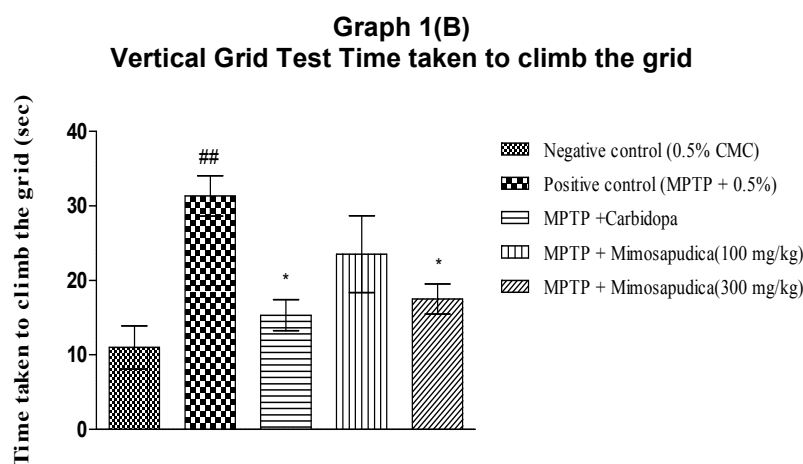 Graph 1(B)
Vertical Grid Test Time taken to climb the grid
Time taken to climb the grid (sec)
40
30
20
10
0
##
*
*
Negative control (0.5% CMC)
Positive control (MPTP + 0.5%)
MPTP +Carbidopa
MPTP + Mimosapudica(100 mg/kg)
MPTP + Mimosapudica(300 mg/kg)